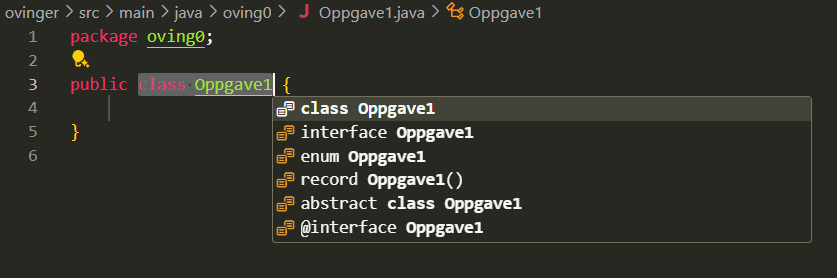 ovinger > src > main > java > oving0 > J Oppgave1.java > Oppgave1
1 package oving0;
2
3 public class Oppgave1 {
4
5 }
6
class Oppgave1
interface Oppgave1
enum Oppgave1
record Oppgave1()
abstract class Oppgave1
@interface Oppgave1